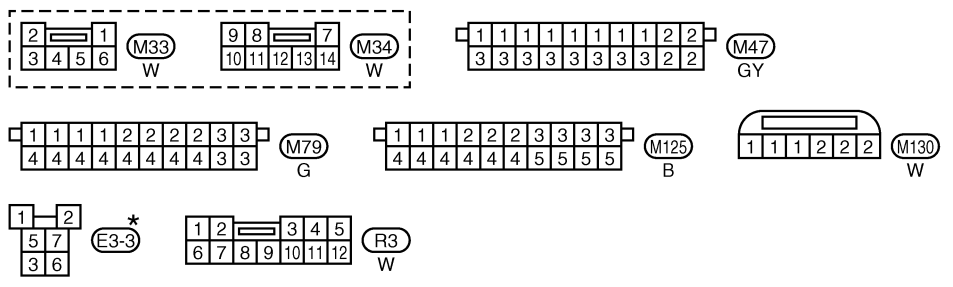 2 1
3 4 5 6
M33
W
9 8 7
10 11 12 13 14
M34
W
1 1 1 1 1 1 1 1 2 2
3 3 3 3 3 3 3 3 2 2
M47
GY
1 1 1 1 2 2 2 2 3 3
4 4 4 4 4 4 4 4 3 3
M79
G
1 1 1 2 2 2 3 3 3 3
4 4 4 4 4 4 5 5 5 5
M125
B
1 1 1 2 2 2
M130
W
1 2
5 7
3 6
*
E3-3
1 2 3 4 5
6 7 8 9 10 11 12
R3
W